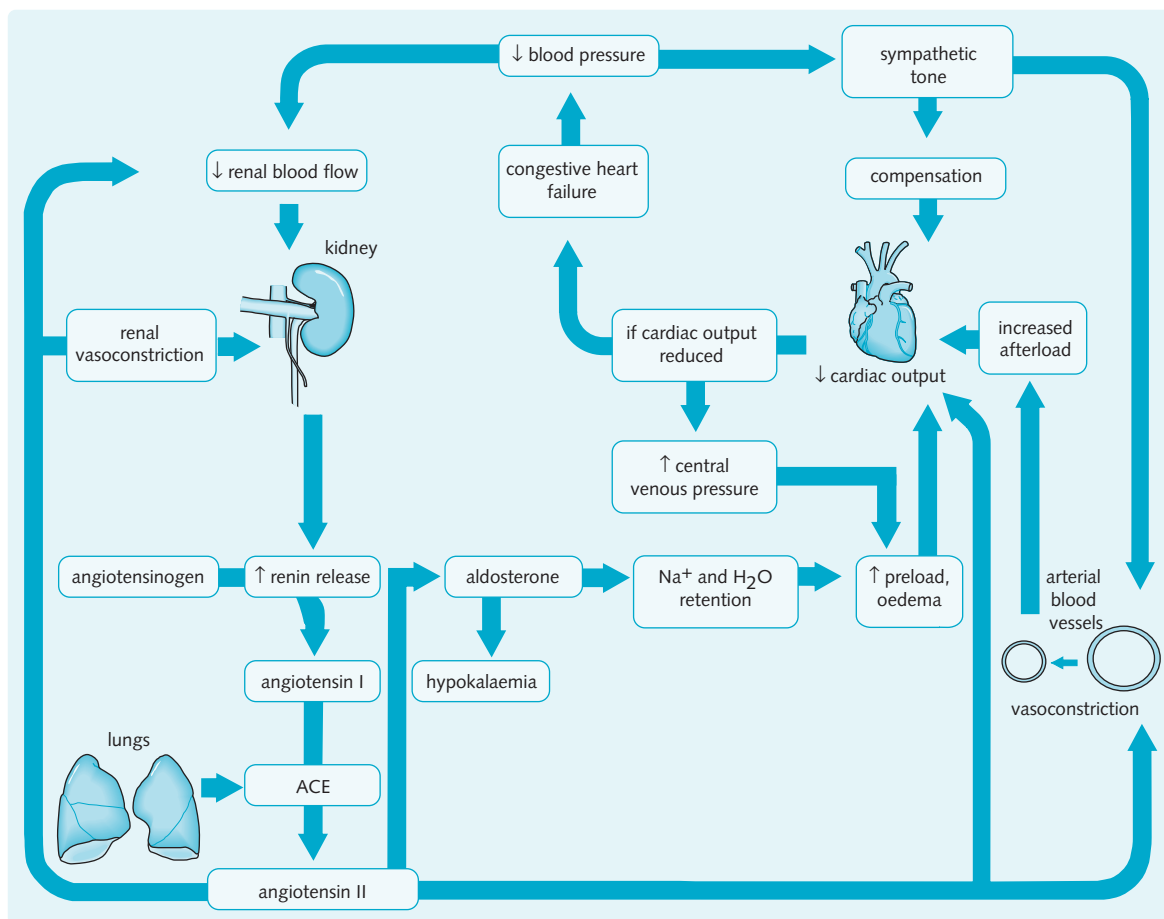 ↓ blood pressure
sympathetic
tone
↓ renal blood flow
congestive heart
failure
compensation
kidney
renal
vasoconstriction
if cardiac output
reduced
increased
afterload
↓ cardiac output
↑ central
venous pressure
angiotensinogen
↑ renin release
aldosterone
Na⁺ and H₂O
retention
↑ preload,
oedema
arterial
blood
vessels
angiotensin I
hypokalaemia
vasoconstriction
lungs
ACE
angiotensin II